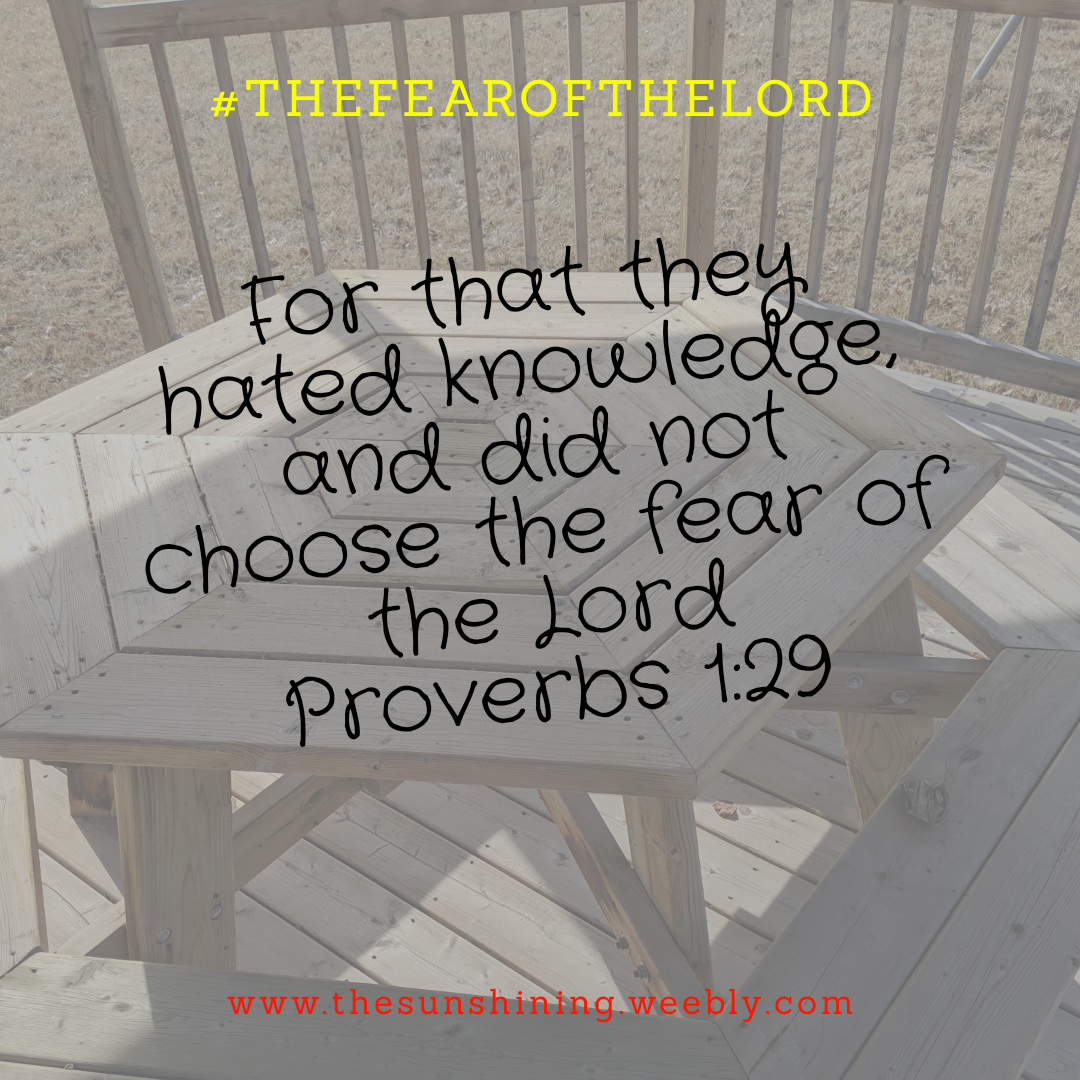 #THEFEAROFTHELORD
For that they
hated knowledge,
and did not
choose the fear of
the Lord
Proverbs 1:29
www.thesunshining.weebly.com